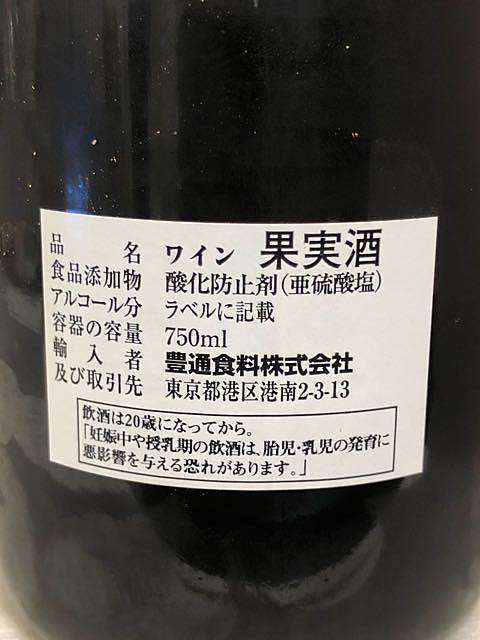 品名 ワイン 果実酒
食品添加物 酸化防止剤(亜硫酸塩)
アルコール分 ラベルに記載
容器の容量 750ml
輸入者 豊通食料株式会社
及び取引先 東京都港区港南2-3-13
飲酒は20歳になってから。
「妊娠中や授乳期の飲酒は、胎児・乳児の発育に
悪影響を与える恐れがあります。」